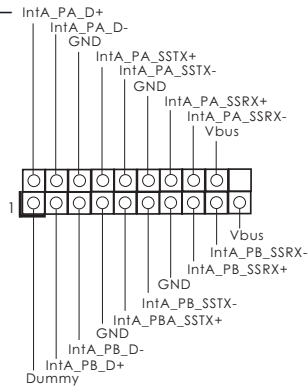 IntA_PA_D+
IntA_PA_D-
GND
IntA_PA_SSTX+
IntA_PA_SSTX-
GND
IntA_PA_SSRX+
IntA_PA_SSRX-
Vbus
1
Vbus
IntA_PB_SSRX-
IntA_PB_SSRX+
GND
IntA_PB_SSTX-
IntA_PBA_SSTX+
GND
IntA_PB_D-
IntA_PB_D+
Dummy